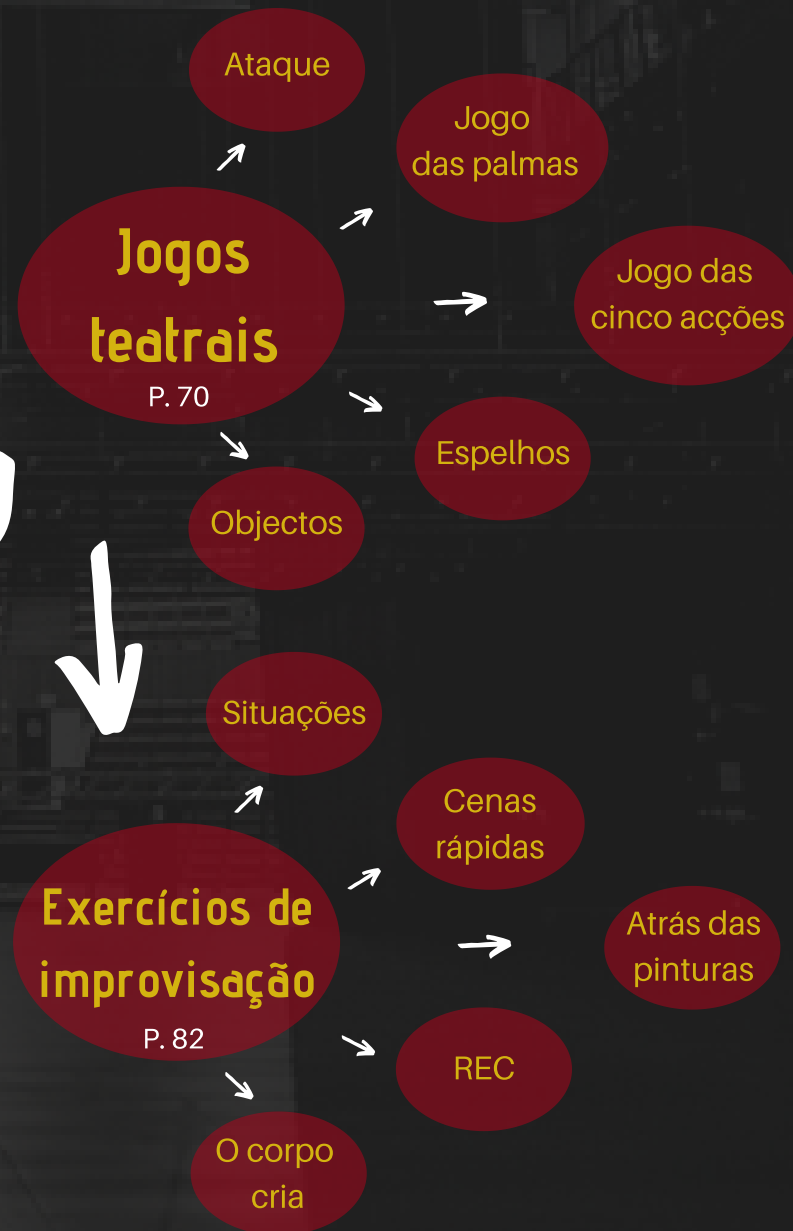 Ataque
Jogo
das palmas
Jogos
teatrais
P. 70
Jogo das
cinco acções
Espelhos
Objectos
Situações
Cenas
rápidas
Exercícios de
improvisação
P. 82
Atrás das
pinturas
REC
O corpo
cria